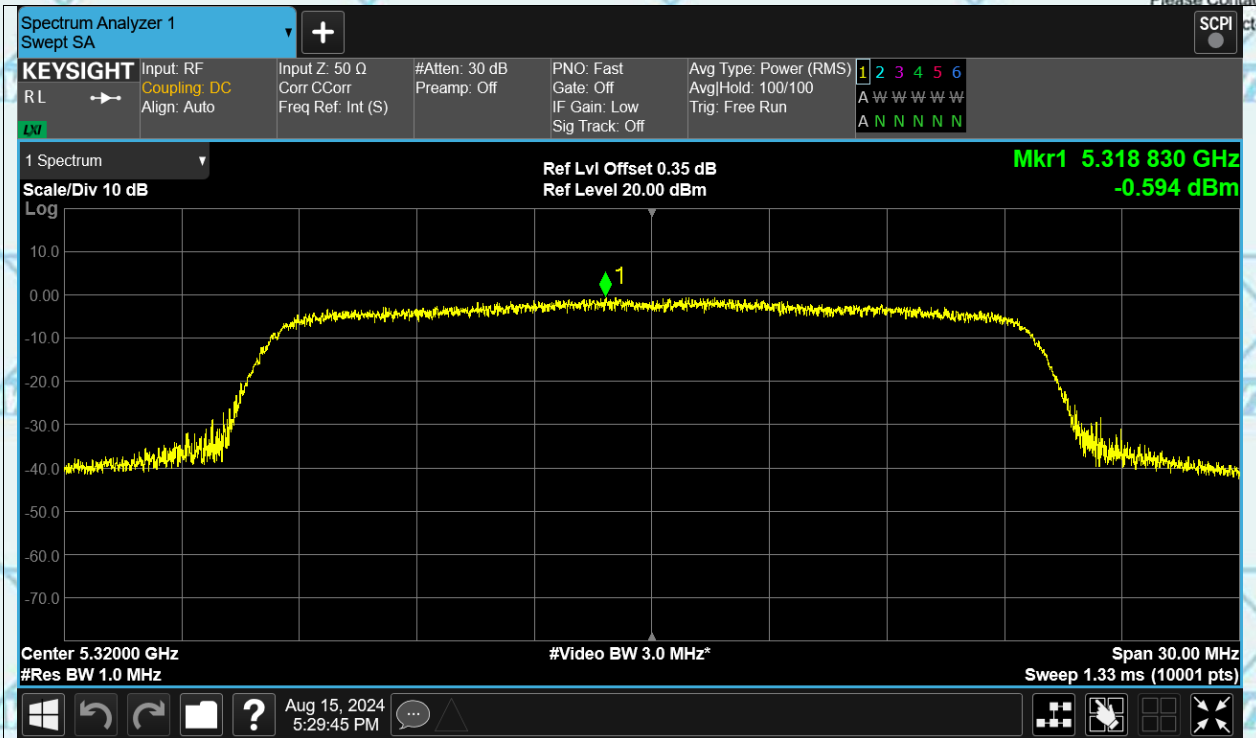 Please Conta
Spectrum Analyzer 1
Swept SA
SCPI
KEYSIGHT
R L
LXI
Input: RF
Coupling: DC
Align: Auto
Input Z: 50 Ω
Corr CCorr
Freq Ref: Int (S)
#Atten: 30 dB
Preamp: Off
PNO: Fast
Gate: Off
IF Gain: Low
Sig Track: Off
Avg Type: Power (RMS)
Avg|Hold: 100/100
Trig: Free Run
1 2 3 4 5 6
A W W W W W
A N N N N N
1 Spectrum
Scale/Div 10 dB
Log
Ref Lvl Offset 0.35 dB
Ref Level 20.00 dBm
Mkr1 5.318 830 GHz
-0.594 dBm
10.0
0.00
-10.0
-20.0
-30.0
-40.0
-50.0
-60.0
-70.0
1
Center 5.32000 GHz
#Res BW 1.0 MHz
#Video BW 3.0 MHz*
Span 30.00 MHz
Sweep 1.33 ms (10001 pts)
?
Aug 15, 2024
5:29:45 PM